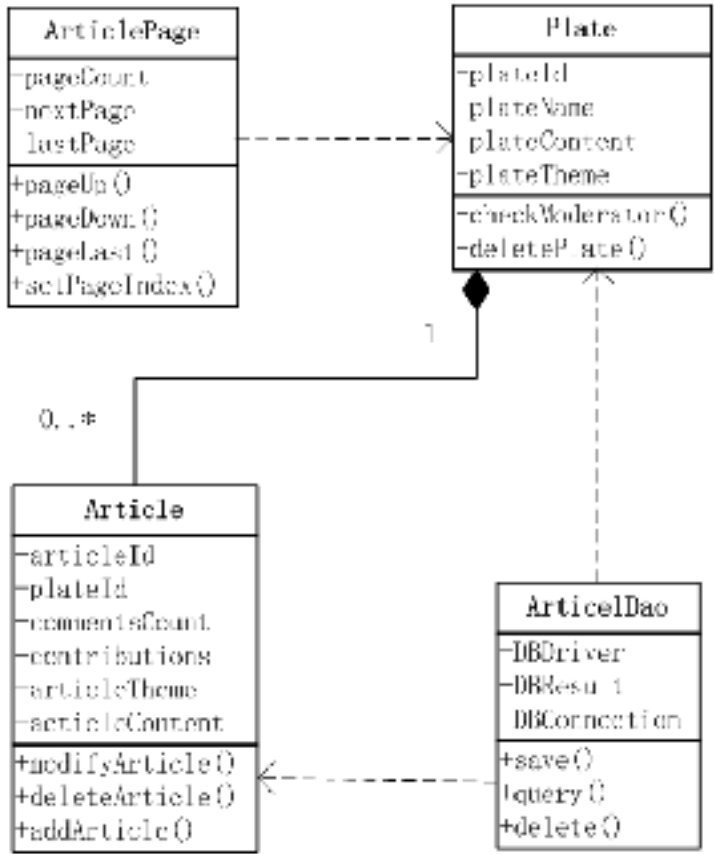 ArticlePage
-pageCount
-nextPage
lastPage
+pageUp()
+pageDown()
+pageLast()
+setPageIndex()
Plate
-plateId
plateName
plateContent
-plateTheme
-checkModerator()
-deletePlate()
1
0..*
Article
-articleId
-plateId
-commentsCount
-contributions
-articleTheme
-acticleContent
+modifyArticle()
+deleteArticle()
+addArticle()
ArticelDao
-DBDriver
-DBResult
DBConnection
+save()
+query()
+delete()